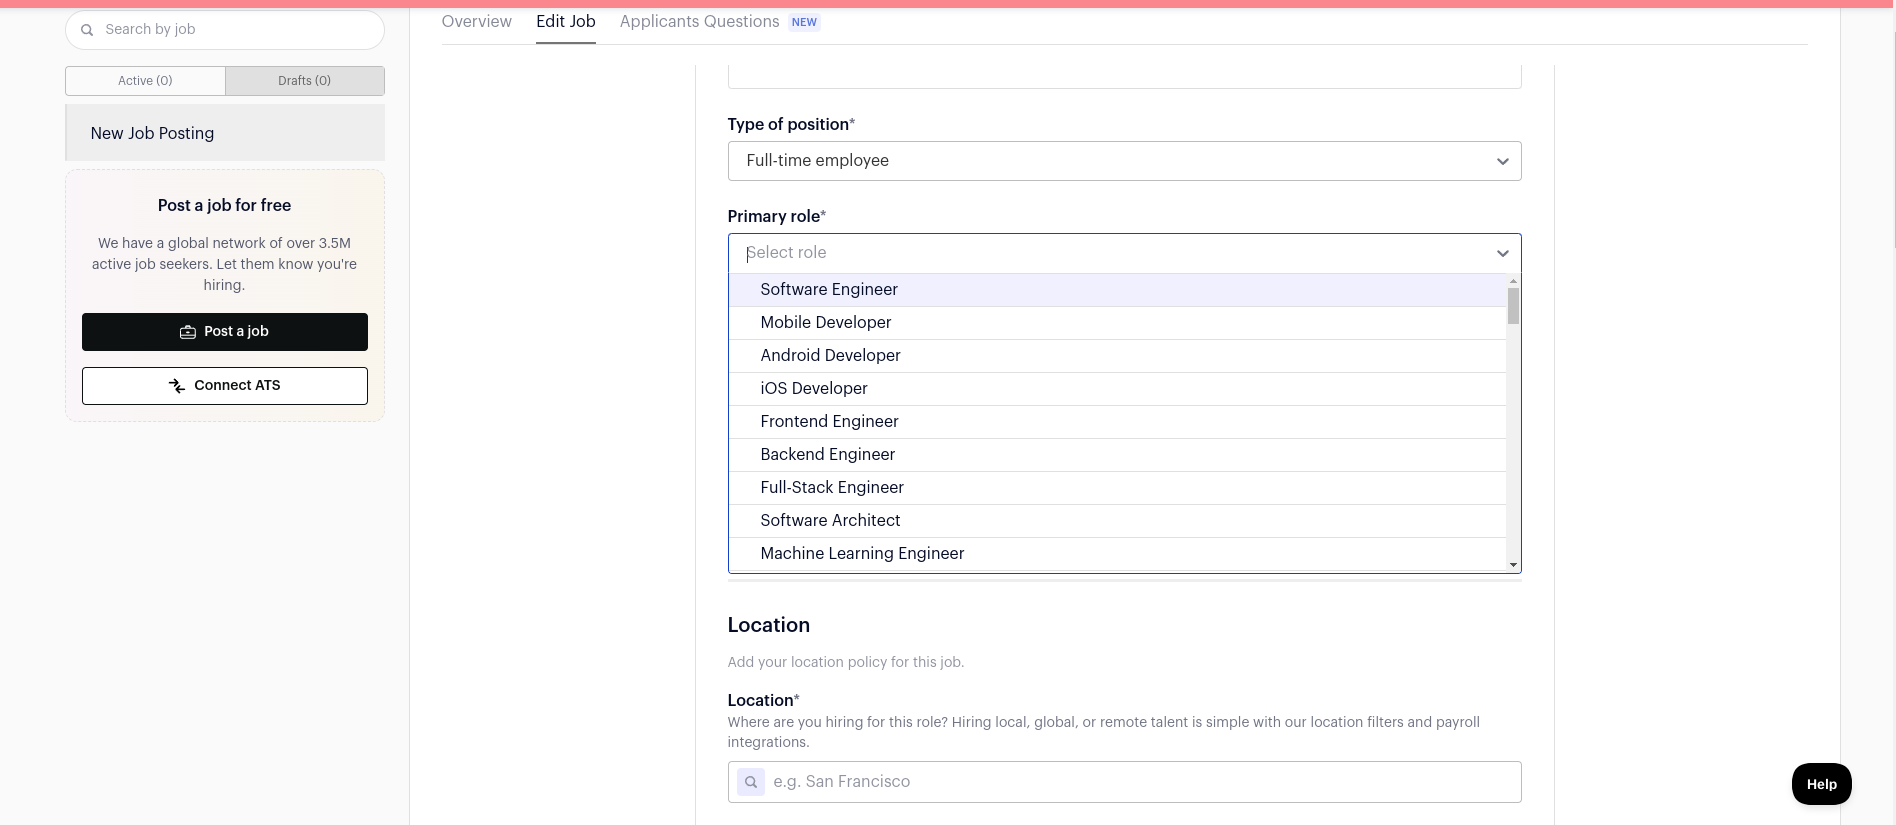 Search by job
Active (0)
Drafts (0)
New Job Posting
Post a job for free
We have a global network of over 3.5M
active job seekers. Let them know you're
hiring.
Post a job
Connect ATS
Overview
Edit Job
Applicants Questions NEW
Type of position*
Full-time employee
Primary role*
Select role
Software Engineer
Mobile Developer
Android Developer
iOS Developer
Frontend Engineer
Backend Engineer
Full-Stack Engineer
Software Architect
Machine Learning Engineer
Location
Add your location policy for this job.
Location*
Where are you hiring for this role? Hiring local, global, or remote talent is simple with our location filters and payroll
integrations.
e.g. San Francisco
Help